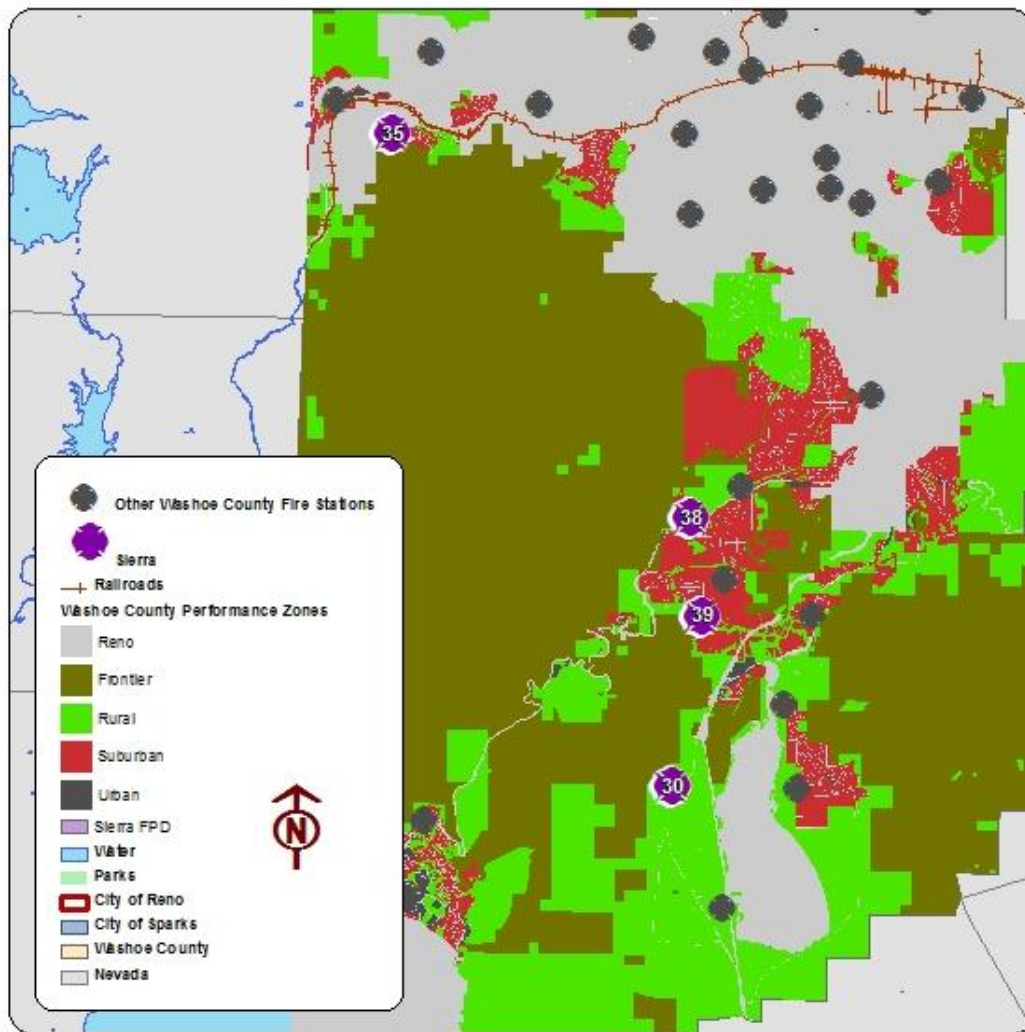 35
38
39
30
Other Washoe County Fire Stations
Sierra
Railroads
Washoe County Performance Zones
Reno
Frontier
Rural
Suburban
Urban
Sierra FPD
Water
Parks
City of Reno
City of Sparks
Washoe County
Nevada
N